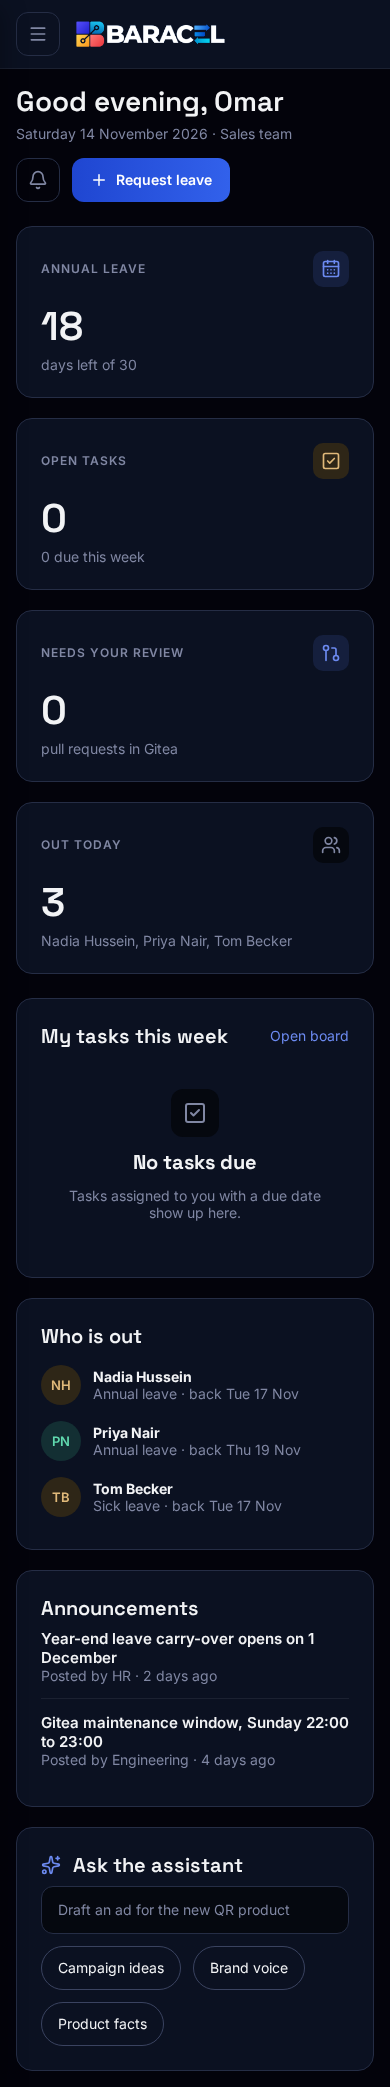 BARACEL
Good evening, Omar
Saturday 14 November 2026 · Sales team
Request leave
ANNUAL LEAVE
18
days left of 30
OPEN TASKS
0
0 due this week
NEEDS YOUR REVIEW
0
pull requests in Gitea
OUT TODAY
3
Nadia Hussein, Priya Nair, Tom Becker
My tasks this week
Open board
No tasks due
Tasks assigned to you with a due date
show up here.
Who is out
NH
Nadia Hussein
Annual leave · back Tue 17 Nov
PN
Priya Nair
Annual leave · back Thu 19 Nov
TB
Tom Becker
Sick leave · back Tue 17 Nov
Announcements
Year-end leave carry-over opens on 1
December
Posted by HR · 2 days ago
Gitea maintenance window, Sunday 22:00
to 23:00
Posted by Engineering · 4 days ago
Ask the assistant
Draft an ad for the new QR product
Campaign ideas
Brand voice
Product facts